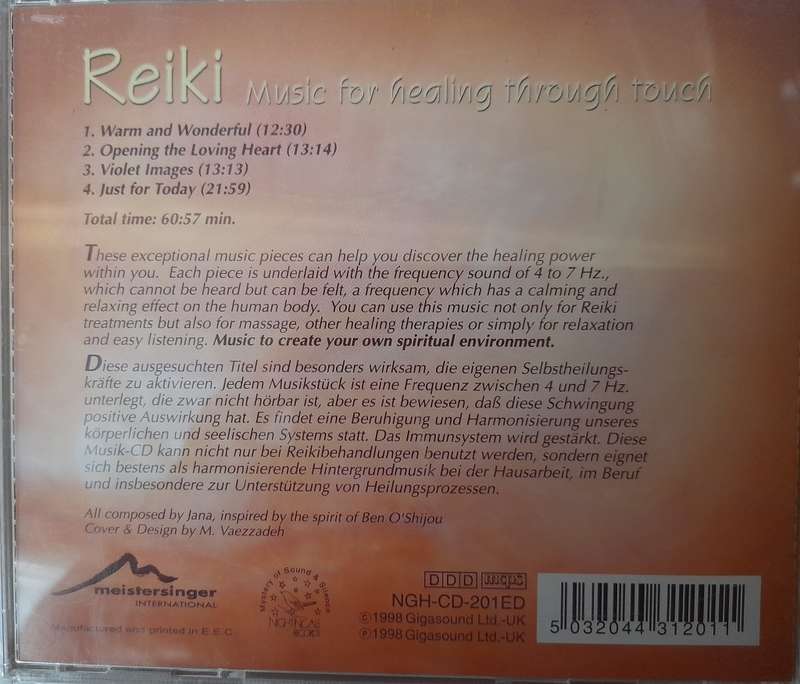 Reiki Music for healing through touch
1. Warm and Wonderful (12:30)
2. Opening the Loving Heart (13:14)
3. Violet Images (13:13)
4. Just for Today (21:59)
Total time: 60:57 min.
These exceptional music pieces can help you discover the healing power
within you. Each piece is underlaid with the frequency sound of 4 to 7 Hz.,
which cannot be heard but can be felt, a frequency which has a calming and
relaxing effect on the human body. You can use this music not only for Reiki
treatments but also for massage, other healing therapies or simply for relaxation
and easy listening. Music to create your own spiritual environment.
Diese ausgesuchten Titel sind besonders wirksam, die eigenen Selbstheilungs-
kräfte zu aktivieren. Jedem Musikstück ist eine Frequenz zwischen 4 und 7 Hz.
unterlegt, die zwar nicht hörbar ist, aber es ist bewiesen, daß diese Schwingung
positive Auswirkung hat. Es findet eine Beruhigung und Harmonisierung unseres
körperlichen und seelischen Systems statt. Das Immunsystem wird gestärkt. Diese
Musik-CD kann nicht nur bei Reikibehandlungen benutzt werden, sondern eignet
sich bestens als harmonisierende Hintergrundmusik bei der Hausarbeit, im Beruf
und insbesondere zur Unterstützung von Heilungsprozessen.
All composed by Jana, inspired by the spirit of Ben O'Shijou
Cover & Design by M. Vaezzadeh
meistersinger
INTERNATIONAL
Manufactured and printed in E.E.C.
Mystery of Sound & Silence
NIGHTINGALE
RECORDS
DDD mcps
NGH-CD-201ED
©1998 Gigasound Ltd.-UK
℗1998 Gigasound Ltd.-UK
5 032044 312011